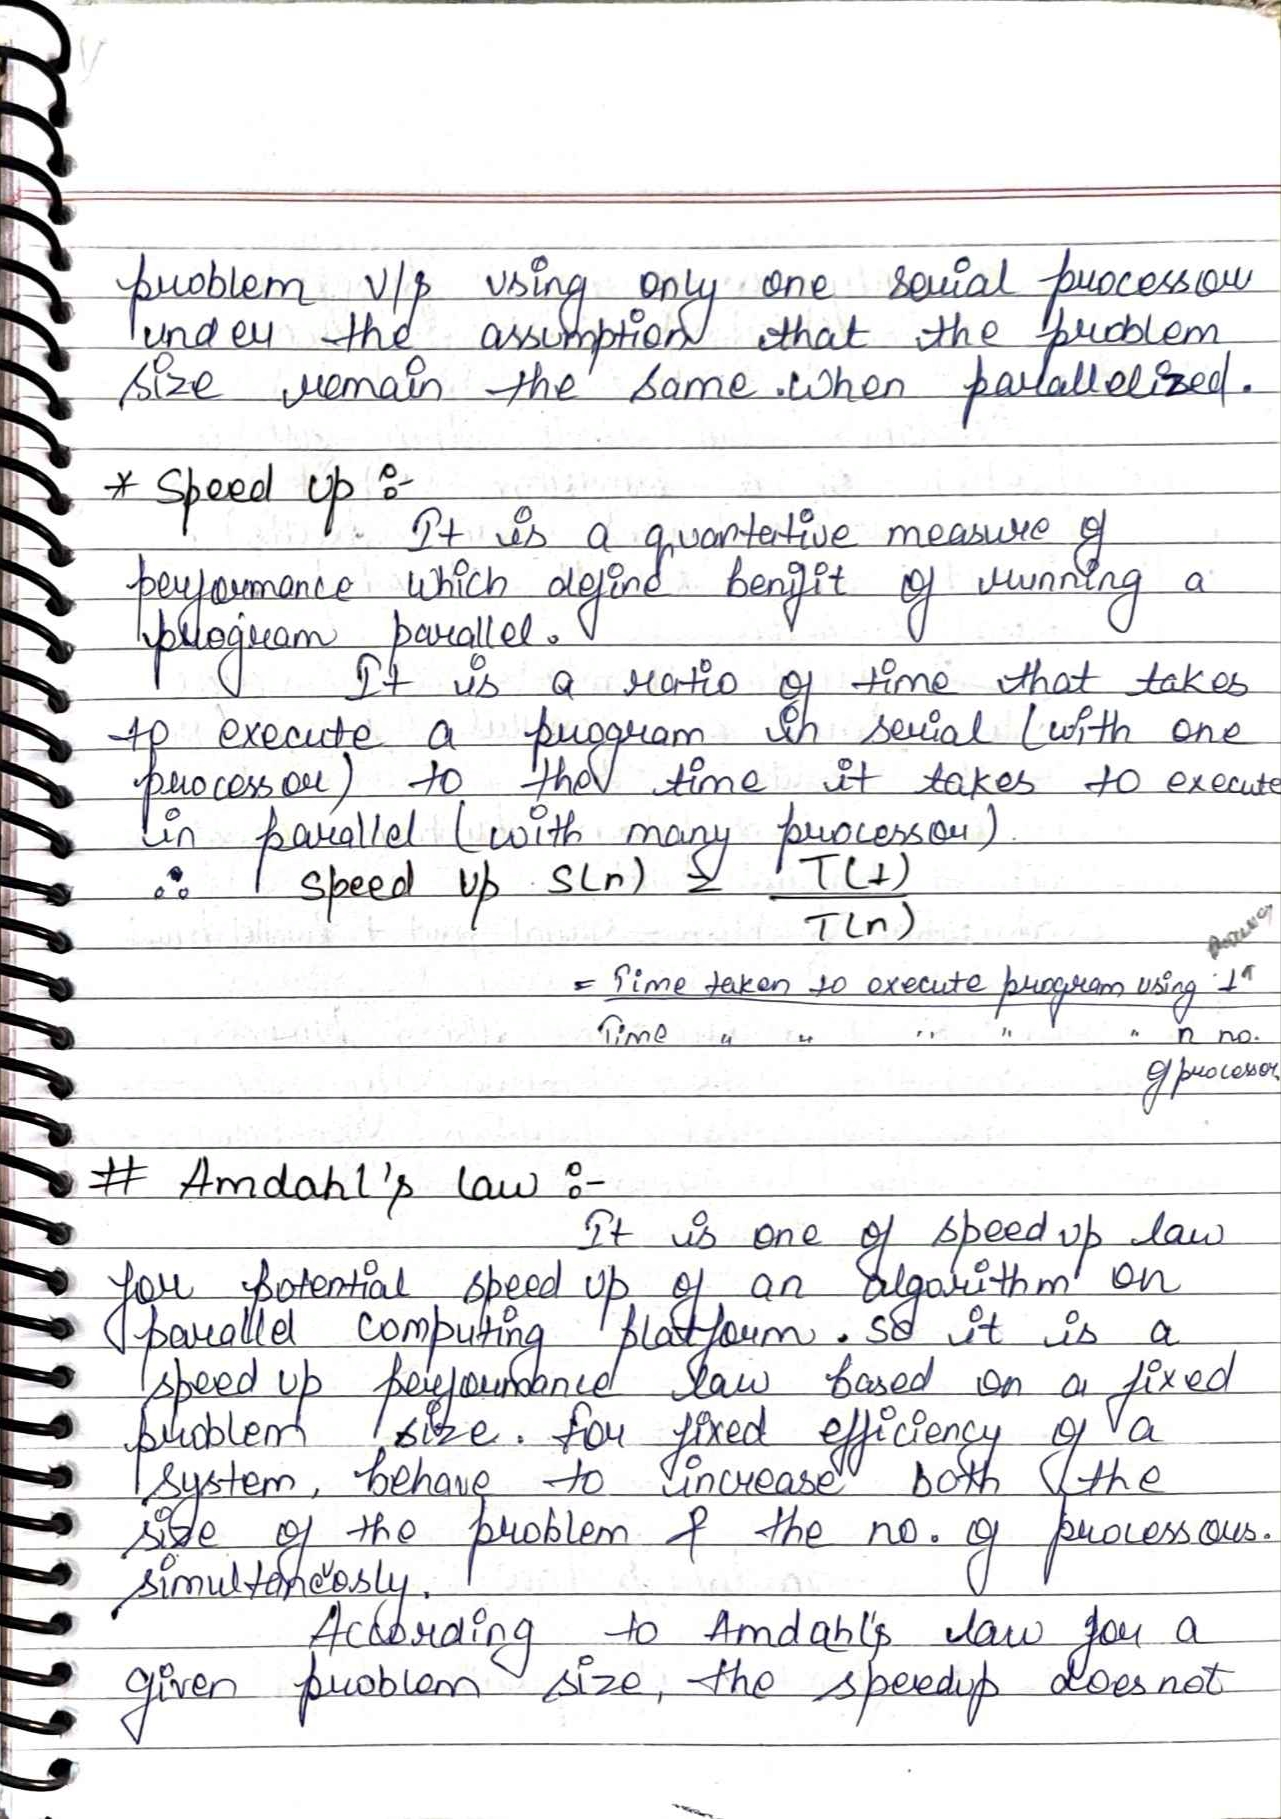 problem v/s using only one serial processor
under the assumption that the problem
size remain the same .when parallelized.
* Speed up :-
It is a quantative measure of
performance which define benifit of running a
program parallel.
It is a ratio of time that takes
to execute a program in serial (with one
processor) to the time it takes to execute
in parallel (with many processor).
∴ speed up S(n) = T(1)
T(n)
= Time taken to execute program using 1
Time " " " " " n no.
of processor
# Amdahl's law :-
It is one of speed up law
for potential speed up of an algorithm on
parallel computing platform. So it is a
speed up performance law based on a fixed
problem size. for fixed efficiency of a
system, behave to increase both the
size of the problem & the no. of processors.
simultaneously.
According to Amdahl's law for a
given problem size, the speedup does not